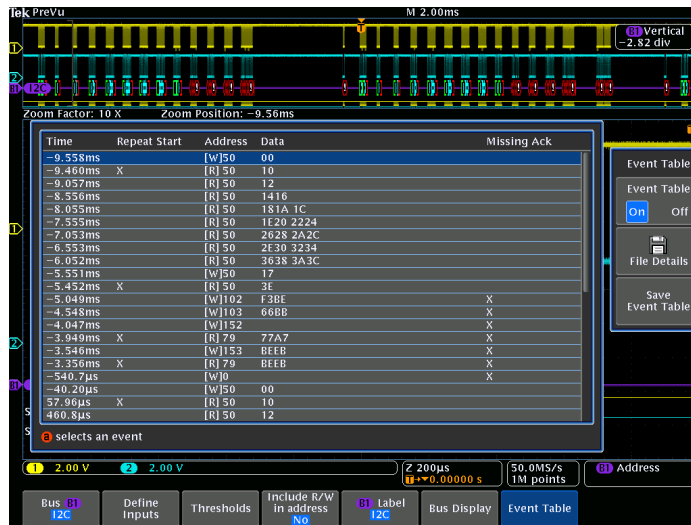 Tek PreVu M 2.00ms
B1 Vertical
-2.82 div
1
T
2
B1 I2C
Zoom Factor: 10 X Zoom Position: -9.56ms
Time Repeat Start Address Data Missing Ack
-9.558ms [W]50 00
-9.460ms X [R] 50 10
-9.057ms [R] 50 12
-8.556ms [R] 50 1416
-8.055ms [R] 50 181A 1C
-7.555ms [R] 50 1E20 2224
-7.053ms [R] 50 2628 2A2C
-6.553ms [R] 50 2E30 3234
-6.052ms [R] 50 3638 3A3C
-5.551ms [W]50 17
-5.452ms X [R] 50 3E
-5.049ms [W]102 F3BE X
-4.548ms [W]103 66BB X
-4.047ms [W]152 X
-3.949ms X [R] 79 77A7 X
-3.546ms [W]153 BEEB X
-3.356ms X [R] 79 BEEB X
-540.7µs [W]0 X
-40.20µs [W]50 00
57.96µs X [R] 50 10
460.8µs [R] 50 12
a selects an event
Event Table
Event Table
On Off
File Details
Save
Event Table
1
2
B1
S
S
1 2.00 V 2 2.00 V Z 200µs 50.0MS/s B1 Address
T→▼0.00000 s 1M points
Bus B1
I2C
Define
Inputs
Thresholds
Include R/W
in address
No
B1 Label
I2C
Bus Display
Event Table